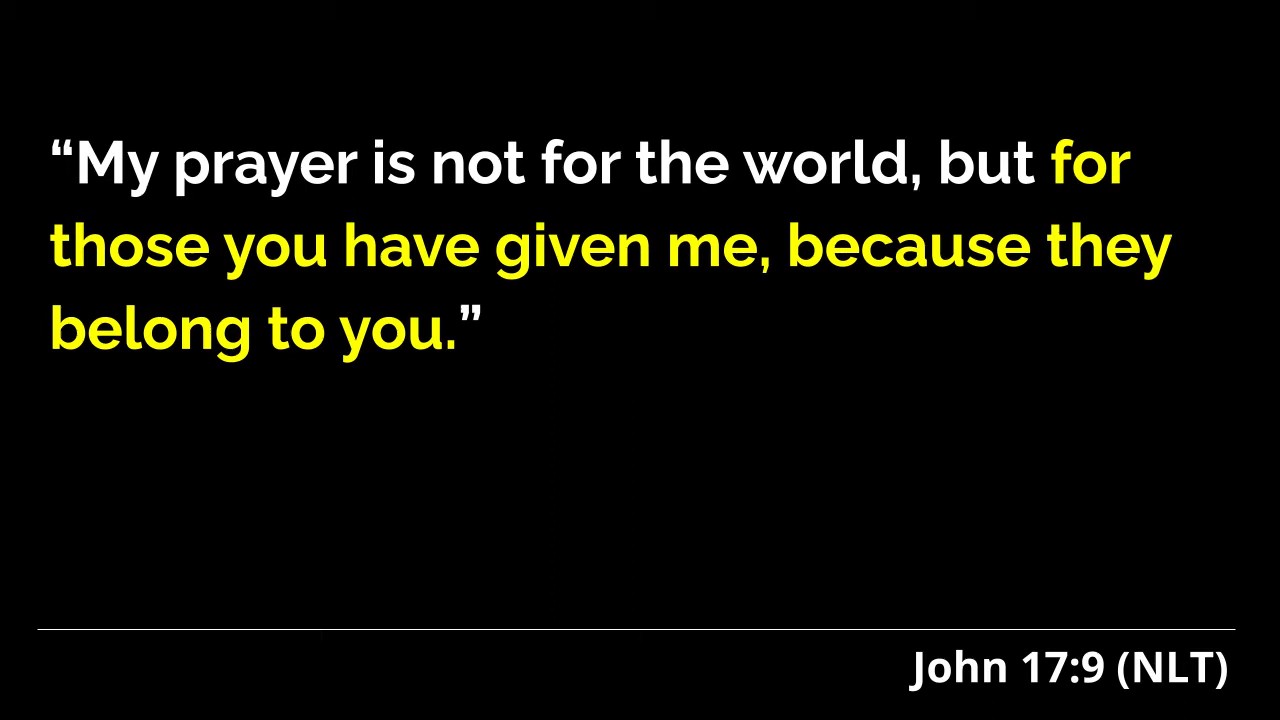 “My prayer is not for the world, but for
those you have given me, because they
belong to you.”
John 17:9 (NLT)